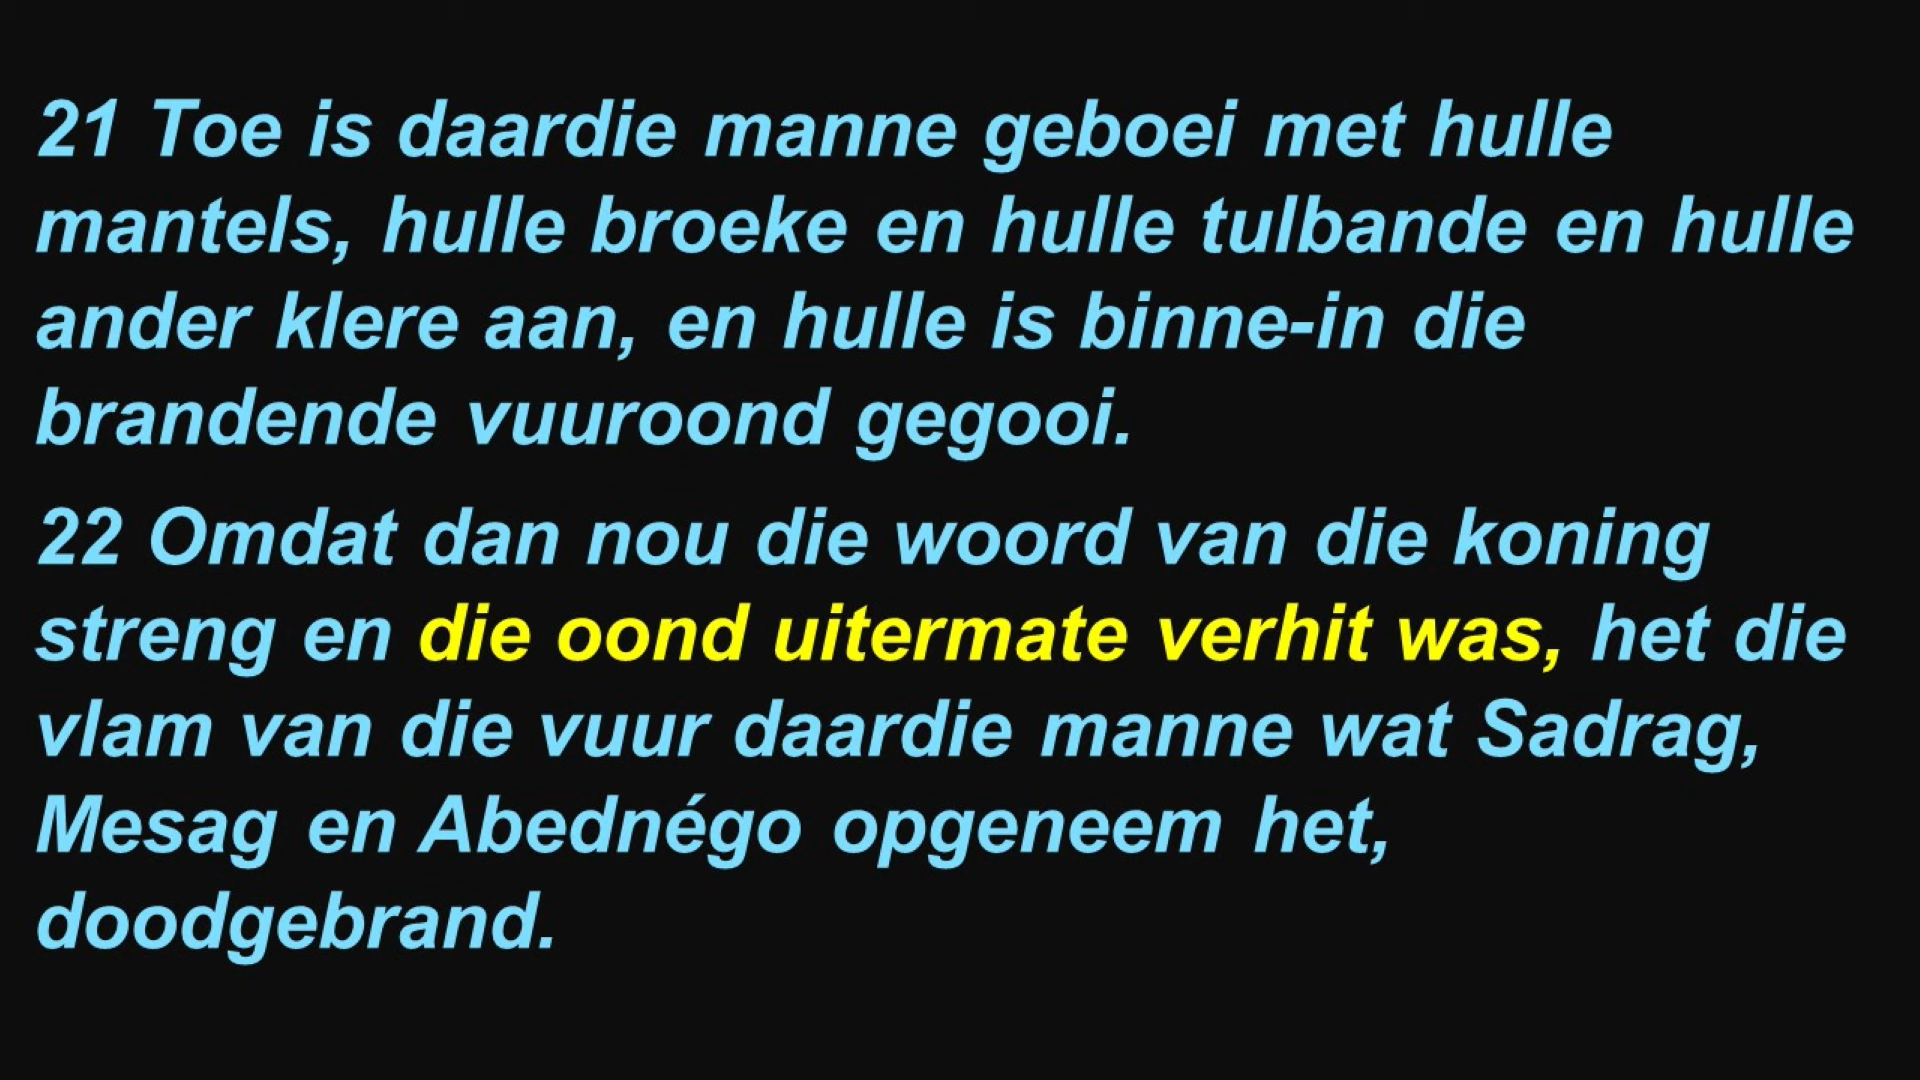 21 Toe is daardie manne geboei met hulle
mantels, hulle broeke en hulle tulbande en hulle
ander klere aan, en hulle is binne-in die
brandende vuuroond gegooi.
22 Omdat dan nou die woord van die koning
streng en die oond uitermate verhit was, het die
vlam van die vuur daardie manne wat Sadrag,
Mesag en Abednégo opgeneem het,
doodgebrand.